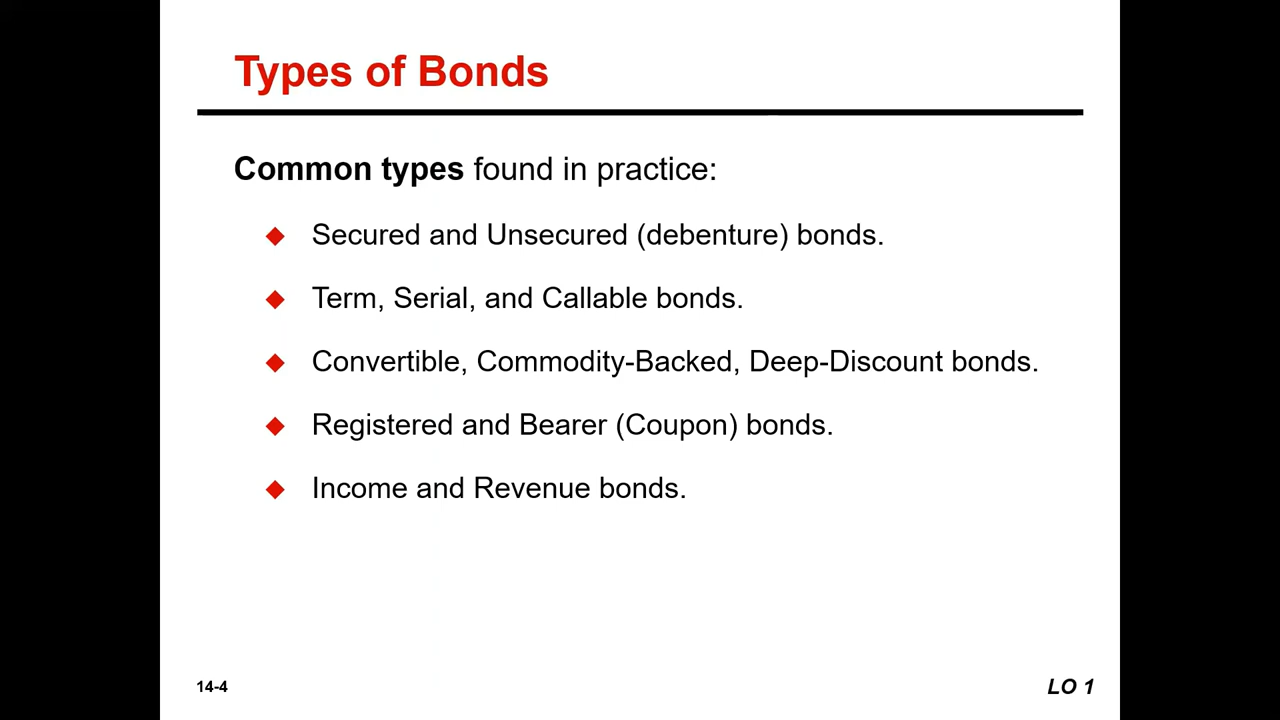 Types of Bonds
Common types found in practice:
Secured and Unsecured (debenture) bonds.
Term, Serial, and Callable bonds.
Convertible, Commodity-Backed, Deep-Discount bonds.
Registered and Bearer (Coupon) bonds.
Income and Revenue bonds.
14-4
LO 1